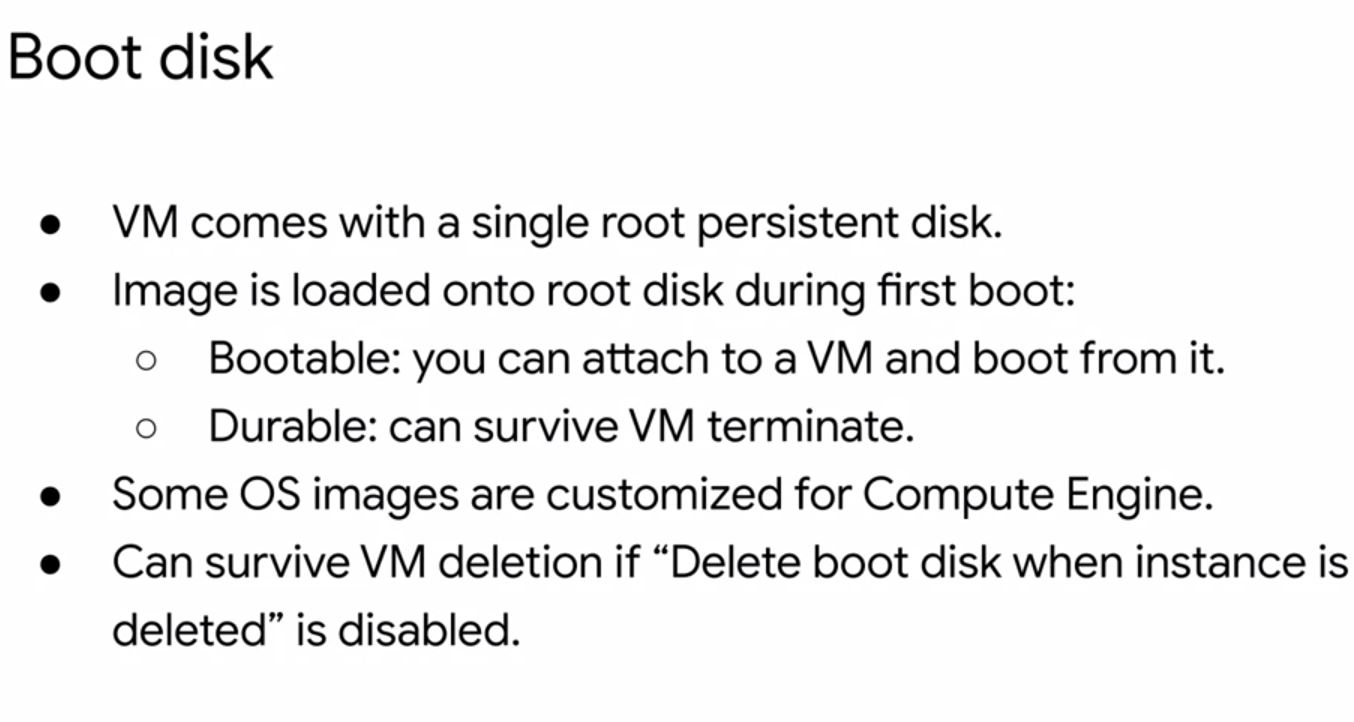 Boot disk
● VM comes with a single root persistent disk.
● Image is loaded onto root disk during first boot:
○ Bootable: you can attach to a VM and boot from it.
○ Durable: can survive VM terminate.
● Some OS images are customized for Compute Engine.
● Can survive VM deletion if “Delete boot disk when instance is
deleted” is disabled.